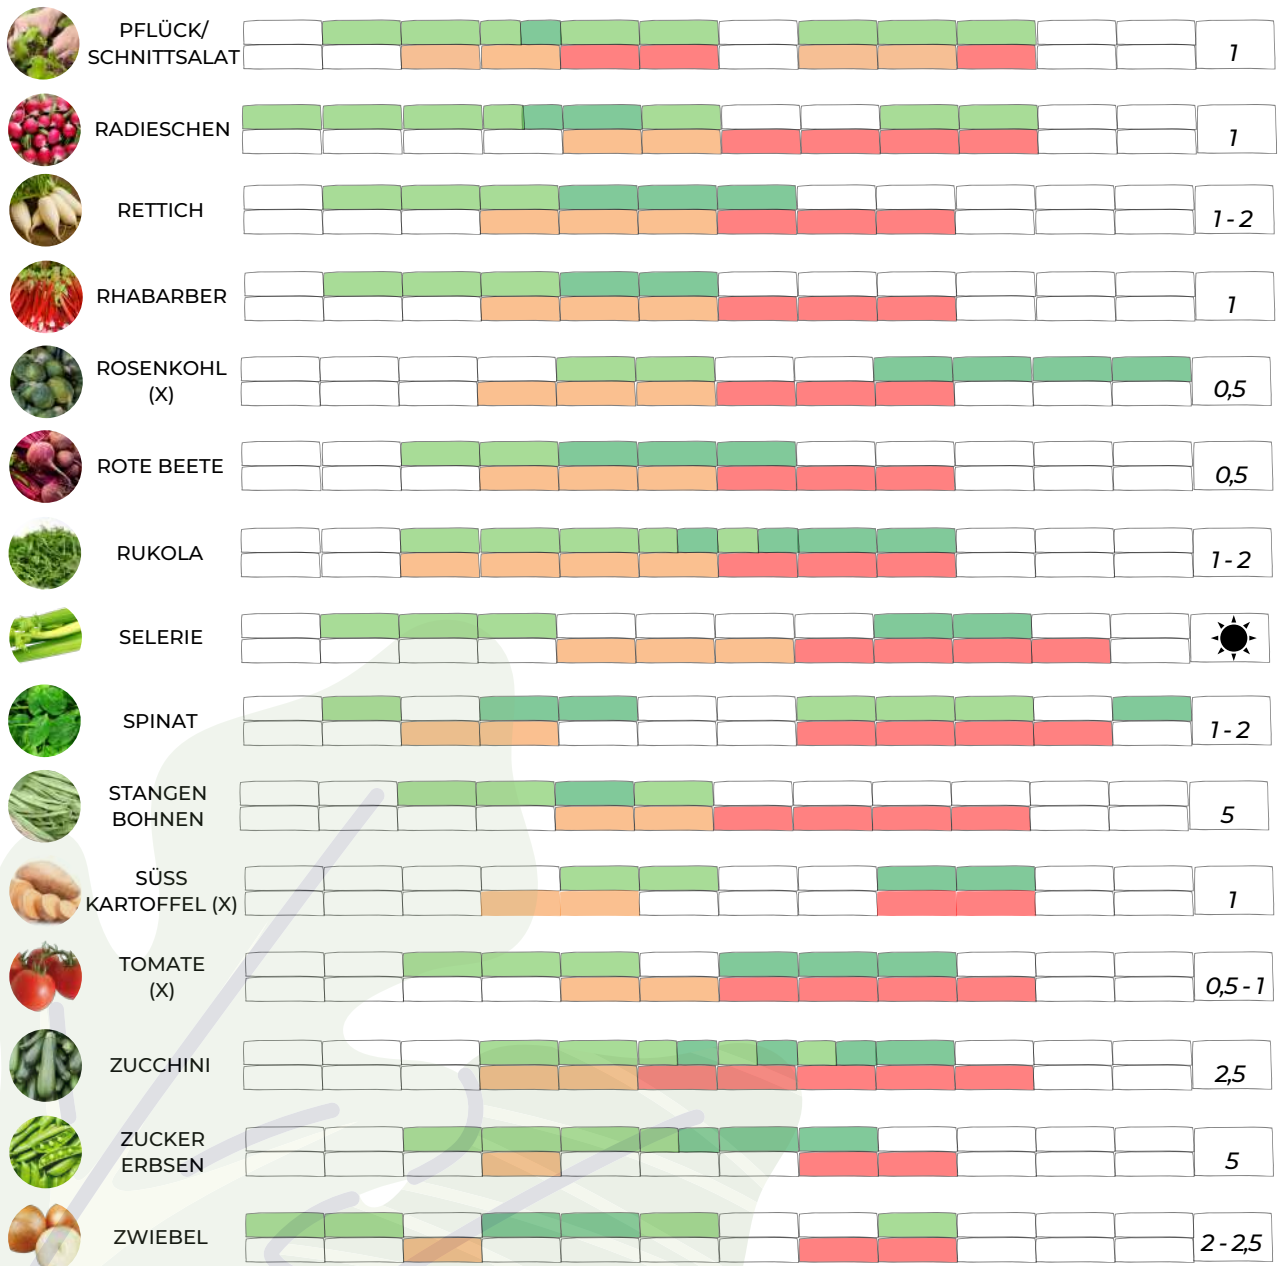 PFLÜCK/
SCHNITTSALAT
1
RADIESCHEN
1
RETTICH
1 - 2
RHABARBER
1
ROSENKOHL
(X)
0,5
ROTE BEETE
0,5
RUKOLA
1 - 2
SELERIE
SPINAT
1 - 2
STANGEN
BOHNEN
5
SÜSS
KARTOFFEL (X)
1
TOMATE
(X)
0,5 - 1
ZUCCHINI
2,5
ZUCKER
ERBSEN
5
ZWIEBEL
2 - 2,5